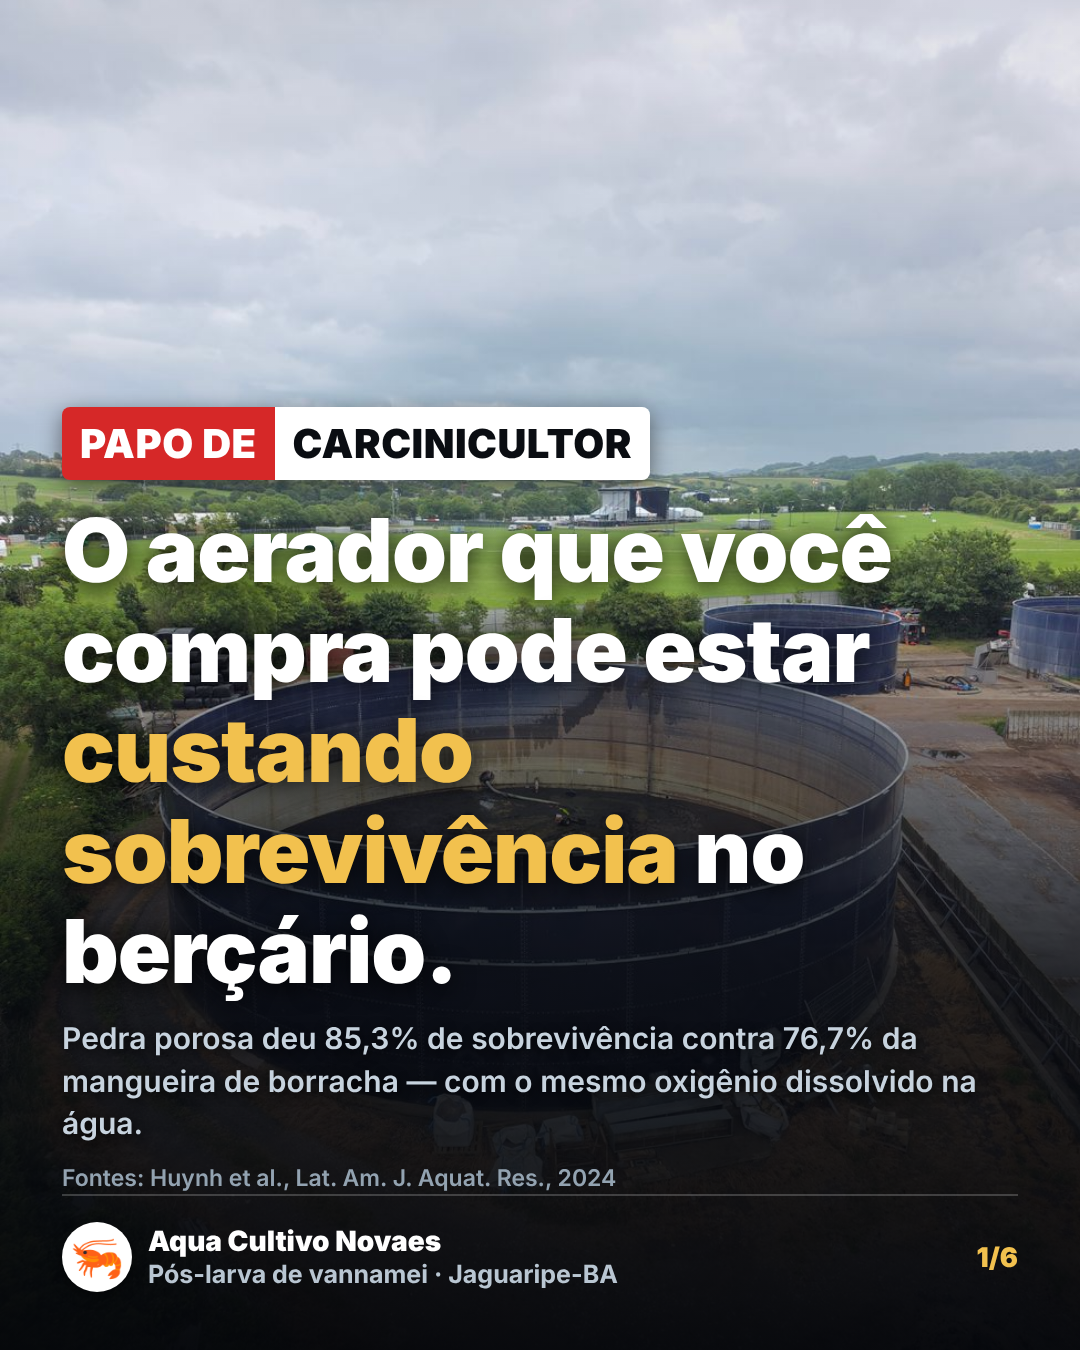 PAPO DE CARCINICULTOR
O aerador que você
compra pode estar
custando
sobrevivência no
berçário.
Pedra porosa deu 85,3% de sobrevivência contra 76,7% da
mangueira de borracha — com o mesmo oxigênio dissolvido na
água.
Fontes: Huynh et al., Lat. Am. J. Aquat. Res., 2024
Aqua Cultivo Novaes
Pós-larva de vannamei · Jaguaripe-BA
1/6